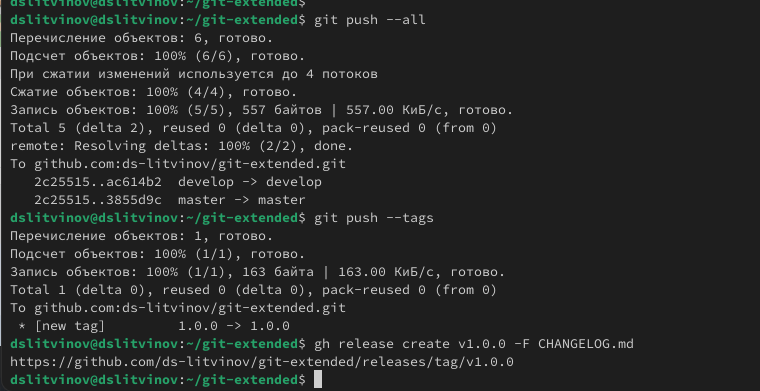 dslitvinov@dslitvinov:~/git-extended$
dslitvinov@dslitvinov:~/git-extended$ git push --all
Перечисление объектов: 6, готово.
Подсчет объектов: 100% (6/6), готово.
При сжатии изменений используется до 4 потоков
Сжатие объектов: 100% (4/4), готово.
Запись объектов: 100% (5/5), 557 байтов | 557.00 КиБ/с, готово.
Total 5 (delta 2), reused 0 (delta 0), pack-reused 0 (from 0)
remote: Resolving deltas: 100% (2/2), done.
To github.com:ds-litvinov/git-extended.git
   2c25515..ac614b2  develop -> develop
   2c25515..3855d9c  master -> master
dslitvinov@dslitvinov:~/git-extended$ git push --tags
Перечисление объектов: 1, готово.
Подсчет объектов: 100% (1/1), готово.
Запись объектов: 100% (1/1), 163 байта | 163.00 КиБ/с, готово.
Total 1 (delta 0), reused 0 (delta 0), pack-reused 0 (from 0)
To github.com:ds-litvinov/git-extended.git
 * [new tag]         1.0.0 -> 1.0.0
dslitvinov@dslitvinov:~/git-extended$ gh release create v1.0.0 -F CHANGELOG.md
https://github.com/ds-litvinov/git-extended/releases/tag/v1.0.0
dslitvinov@dslitvinov:~/git-extended$